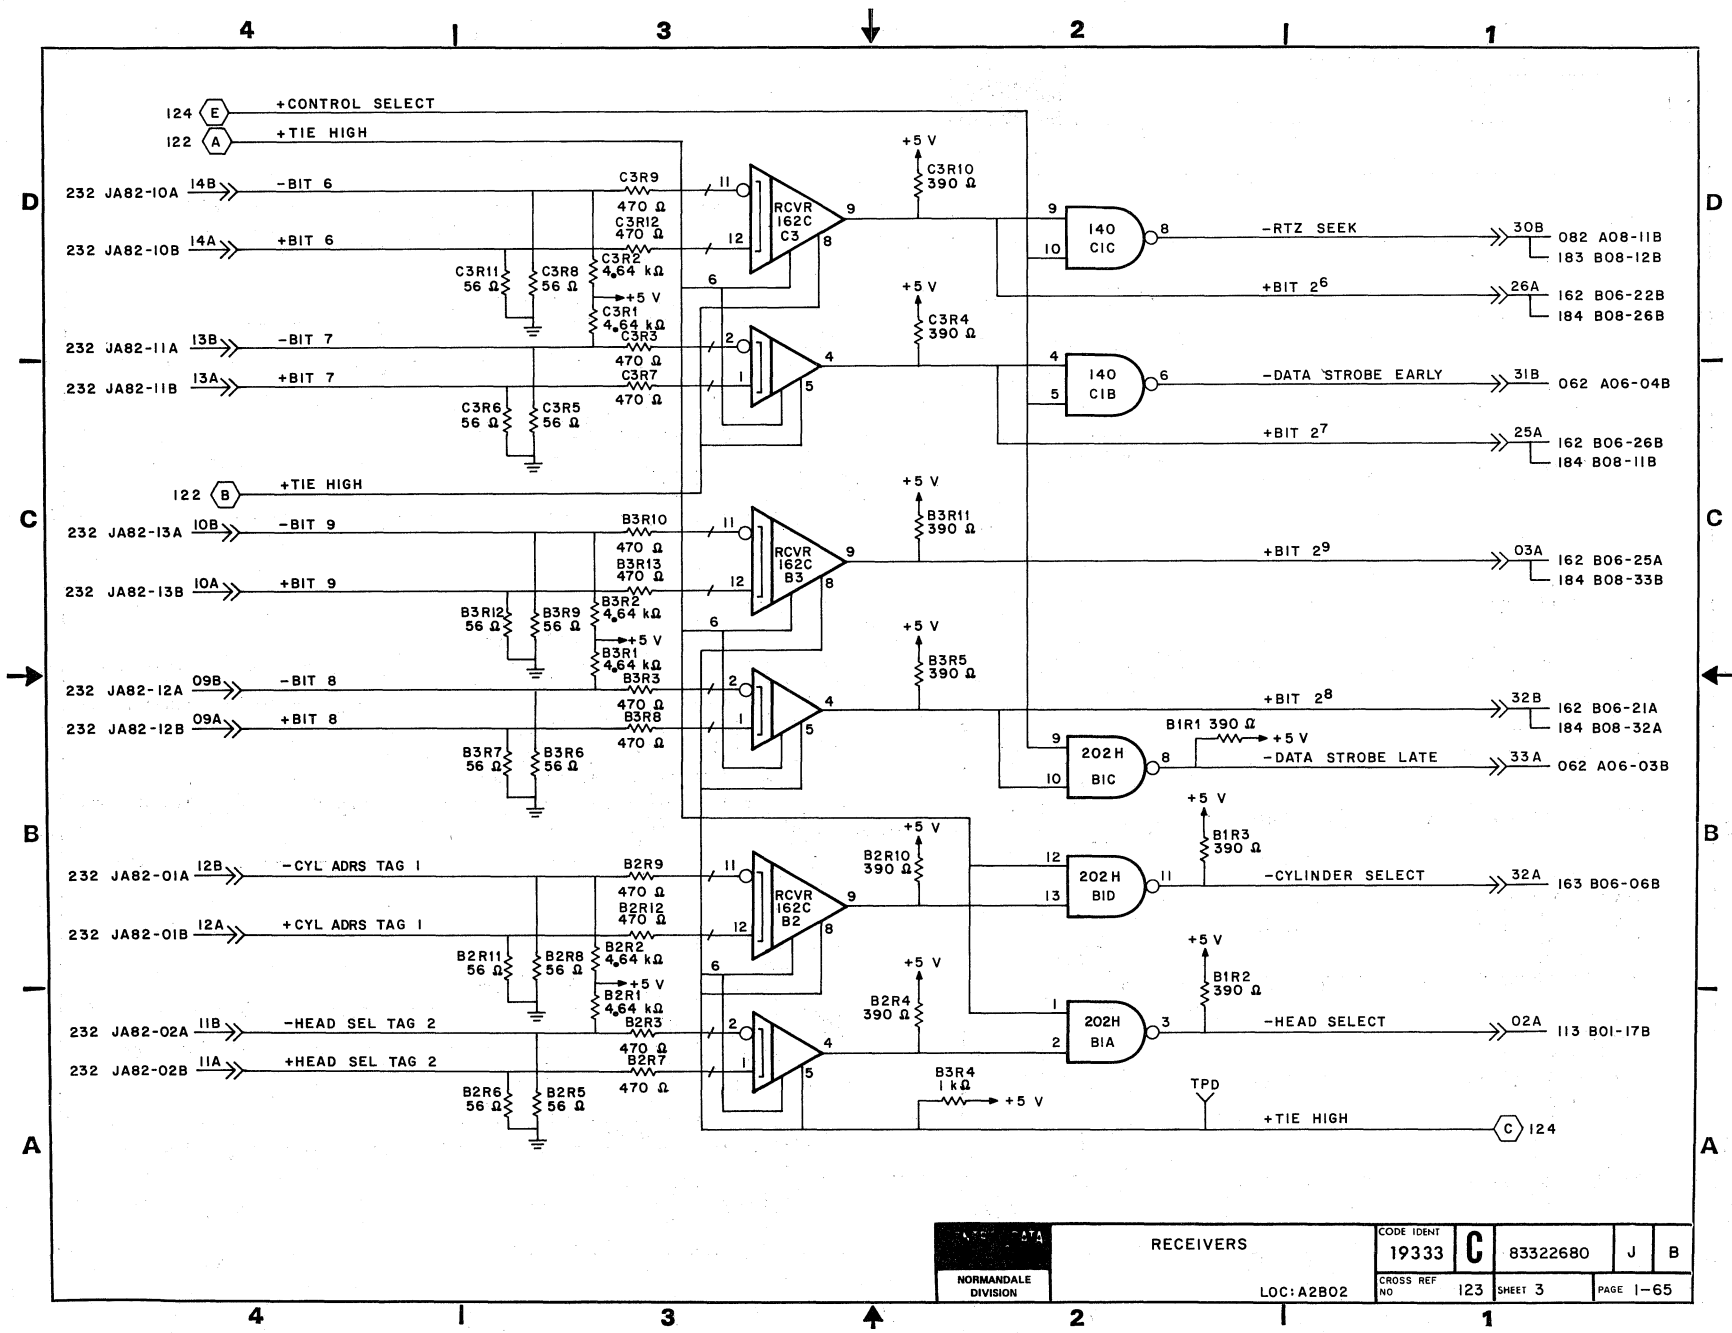 4 3 2 1
124 E +CONTROL SELECT
122 A +TIE HIGH
D D
232 JA82-10A 14B -BIT 6
C3R9
470 Ω
11
RCVR
162C
C3
9
8
+5 V
C3R10
390 Ω
9
10
140
C1C
8
-RTZ SEEK
30B
082 A08-11B
183 B08-12B
232 JA82-10B 14A +BIT 6
C3R12
470 Ω
12
C3R2
4.64 kΩ
C3R11
56 Ω
C3R8
56 Ω
+5 V
6
+BIT 2⁶
26A
162 B06-22B
184 B08-26B
C3R1
4.64 kΩ
+5 V
C3R4
390 Ω
232 JA82-11A 13B -BIT 7
C3R3
470 Ω
2
4
5
4
5
140
C1B
6
-DATA STROBE EARLY
31B
062 A06-04B
232 JA82-11B 13A +BIT 7
C3R7
470 Ω
1
C3R6
56 Ω
C3R5
56 Ω
+BIT 2⁷
25A
162 B06-26B
184 B08-11B
122 B +TIE HIGH
C C
232 JA82-13A 10B -BIT 9
B3R10
470 Ω
11
RCVR
162C
B3
9
8
+5 V
B3R11
390 Ω
+BIT 2⁹
03A
162 B06-25A
184 B08-33B
232 JA82-13B 10A +BIT 9
B3R13
470 Ω
12
B3R2
4.64 kΩ
B3R12
56 Ω
B3R9
56 Ω
+5 V
6
B3R1
4.64 kΩ
+5 V
B3R5
390 Ω
232 JA82-12A 09B -BIT 8
B3R3
470 Ω
2
4
5
+BIT 2⁸
32B
162 B06-21A
184 B08-32A
232 JA82-12B 09A +BIT 8
B3R8
470 Ω
1
B3R7
56 Ω
B3R6
56 Ω
9
10
202H
B1C
8
B1R1 390 Ω
+5 V
-DATA STROBE LATE
33A
062 A06-03B
B B
232 JA82-01A 12B -CYL ADRS TAG 1
B2R9
470 Ω
11
RCVR
162C
B2
9
8
+5 V
B2R10
390 Ω
12
13
202H
B1D
11
+5 V
B1R3
390 Ω
-CYLINDER SELECT
32A
163 B06-06B
232 JA82-01B 12A +CYL ADRS TAG 1
B2R12
470 Ω
12
B2R2
4.64 kΩ
B2R11
56 Ω
B2R8
56 Ω
+5 V
6
B2R1
4.64 kΩ
+5 V
B2R4
390 Ω
232 JA82-02A 11B -HEAD SEL TAG 2
B2R3
470 Ω
2
4
5
1
2
202H
B1A
3
+5 V
B1R2
390 Ω
-HEAD SELECT
02A
113 B01-17B
232 JA82-02B 11A +HEAD SEL TAG 2
B2R7
470 Ω
1
B2R6
56 Ω
B2R5
56 Ω
B3R4
1 kΩ
+5 V
TPD
+TIE HIGH
C 124
A A
NORMANDALE
DIVISION
RECEIVERS
LOC:A2B02
CODE IDENT
19333
C
83322680
J
B
CROSS REF
NO 123
SHEET 3
PAGE 1-65
4 3 2 1